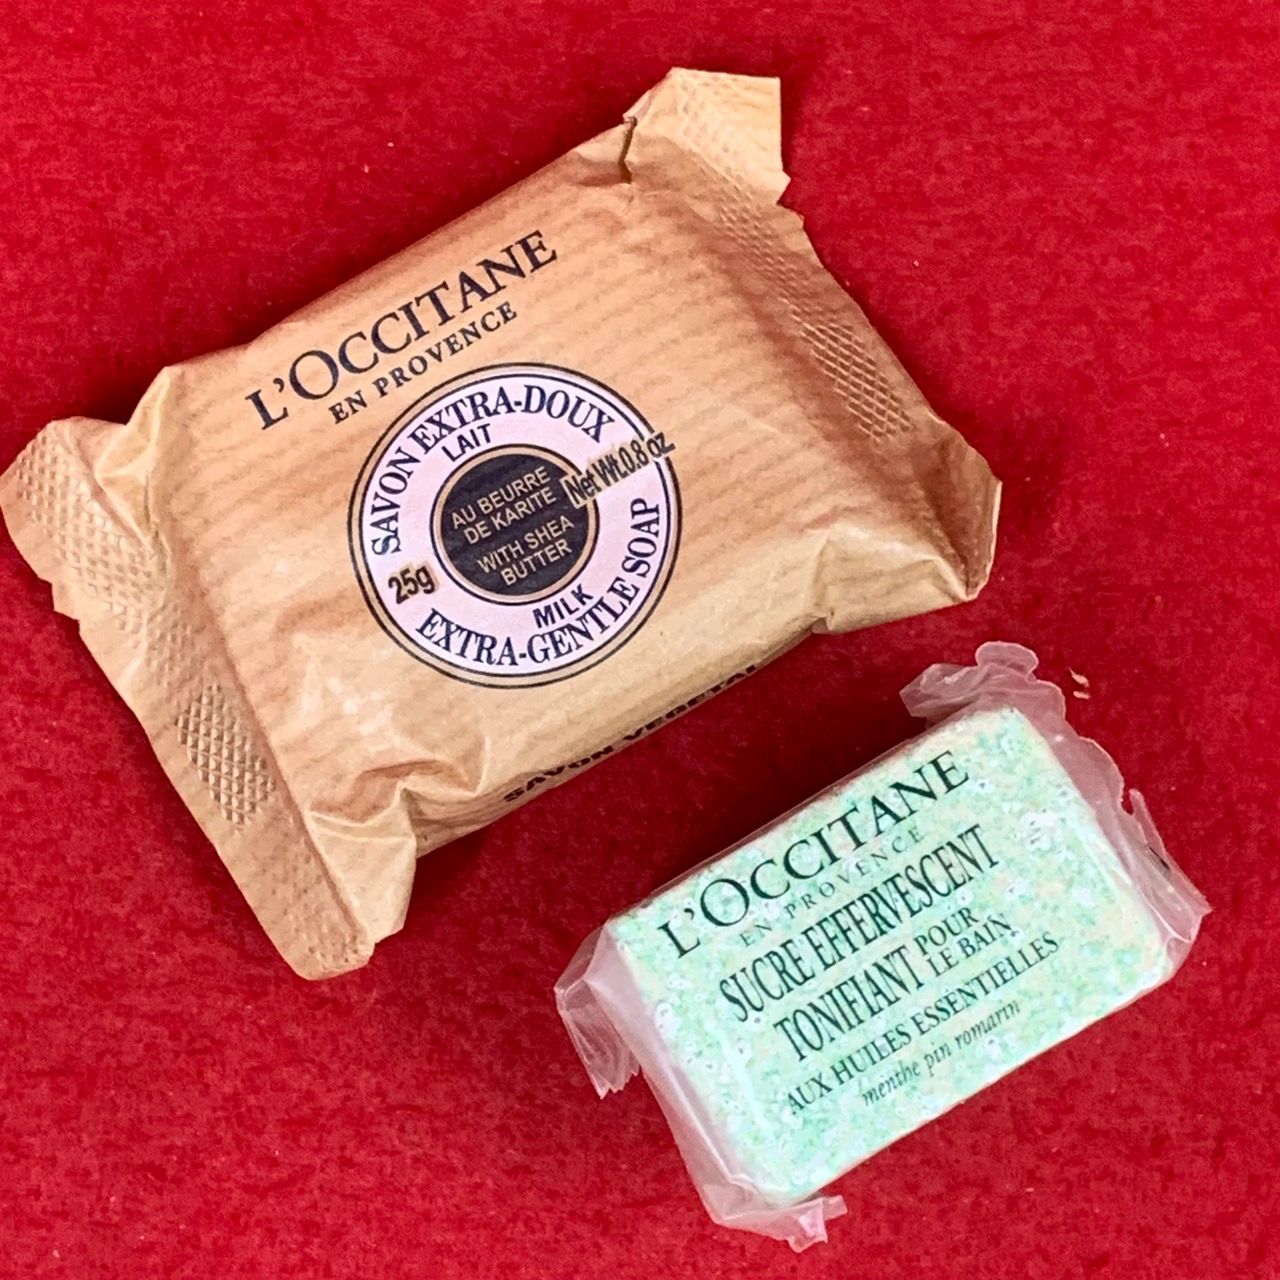 L'OCCITANE
EN PROVENCE
SAVON EXTRA-DOUX
LAIT
AU BEURRE
DE KARITE
WITH SHEA
BUTTER
Net Wt.0.8 oz.
25g
MILK
EXTRA-GENTLE SOAP
SAVON VEGETAL
L'OCCITANE
EN PROVENCE
SUCRE EFFERVESCENT
TONIFIANT POUR
LE BAIN
AUX HUILES ESSENTIELLES
menthe pin romarin